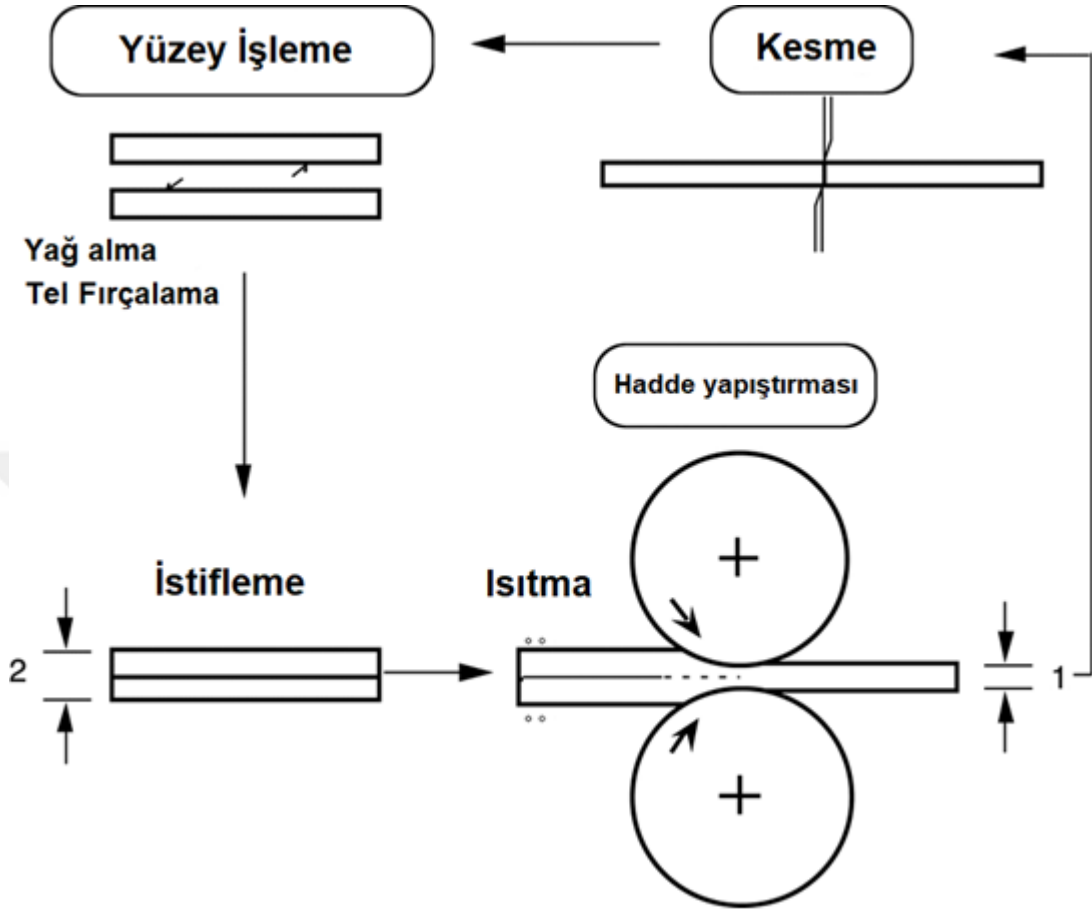 Yüzey İşleme
Kesme
Yağ alma
Tel Fırçalama
Hadde yapıştırması
İstifleme
Isıtma
2
1